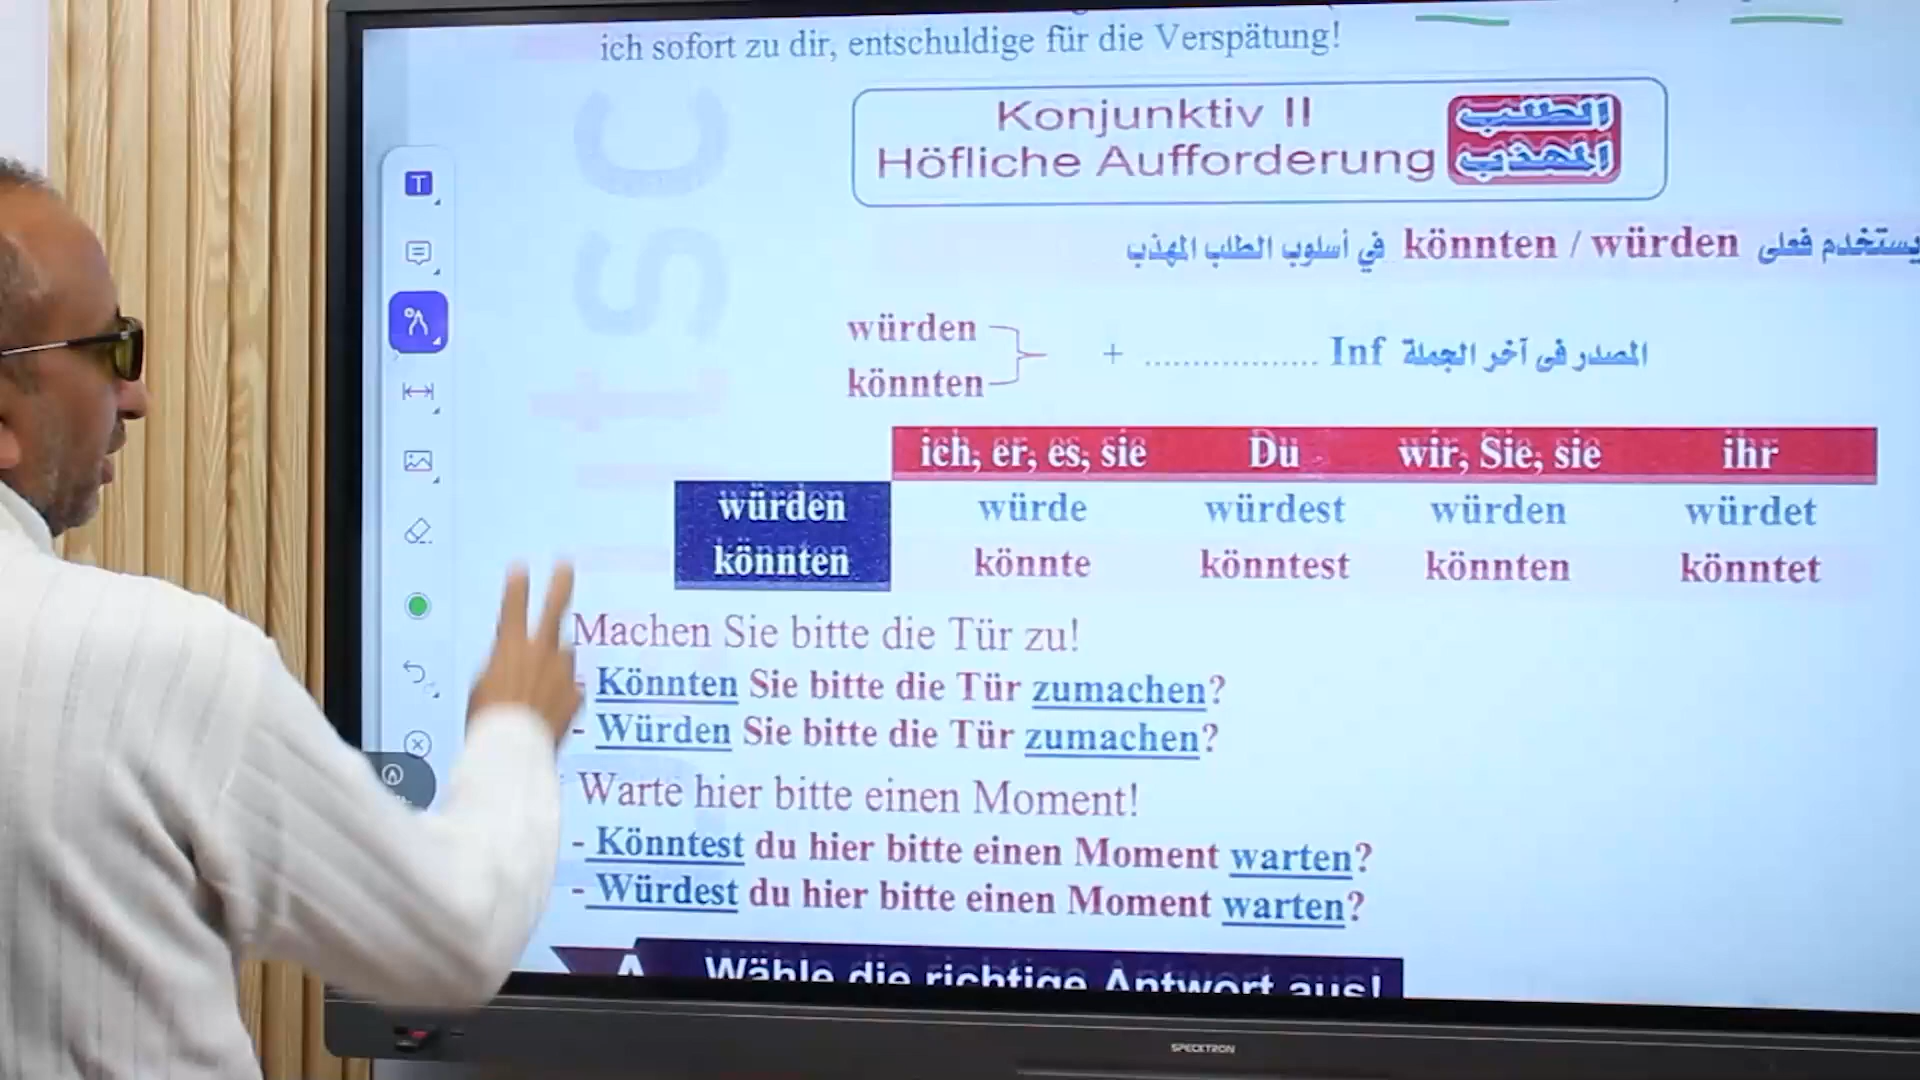 ich sofort zu dir, entschuldige für die Verspätung!
Konjunktiv II
Höfliche Aufforderung
الطلب
المهذب
يستخدم فعلى könnten / würden في أسلوب الطلب المهذب
würden
könnten
+ .................. Inf المصدر فى آخر الجملة
ich, er, es, sie Du wir, Sie, sie ihr
würden würde würdest würden würdet
könnten könnte könntest könnten könntet
Machen Sie bitte die Tür zu!
- Könnten Sie bitte die Tür zumachen?
- Würden Sie bitte die Tür zumachen?
Warte hier bitte einen Moment!
- Könntest du hier bitte einen Moment warten?
- Würdest du hier bitte einen Moment warten?
A Wähle die richtige Antwort aus!
SPECKTRON